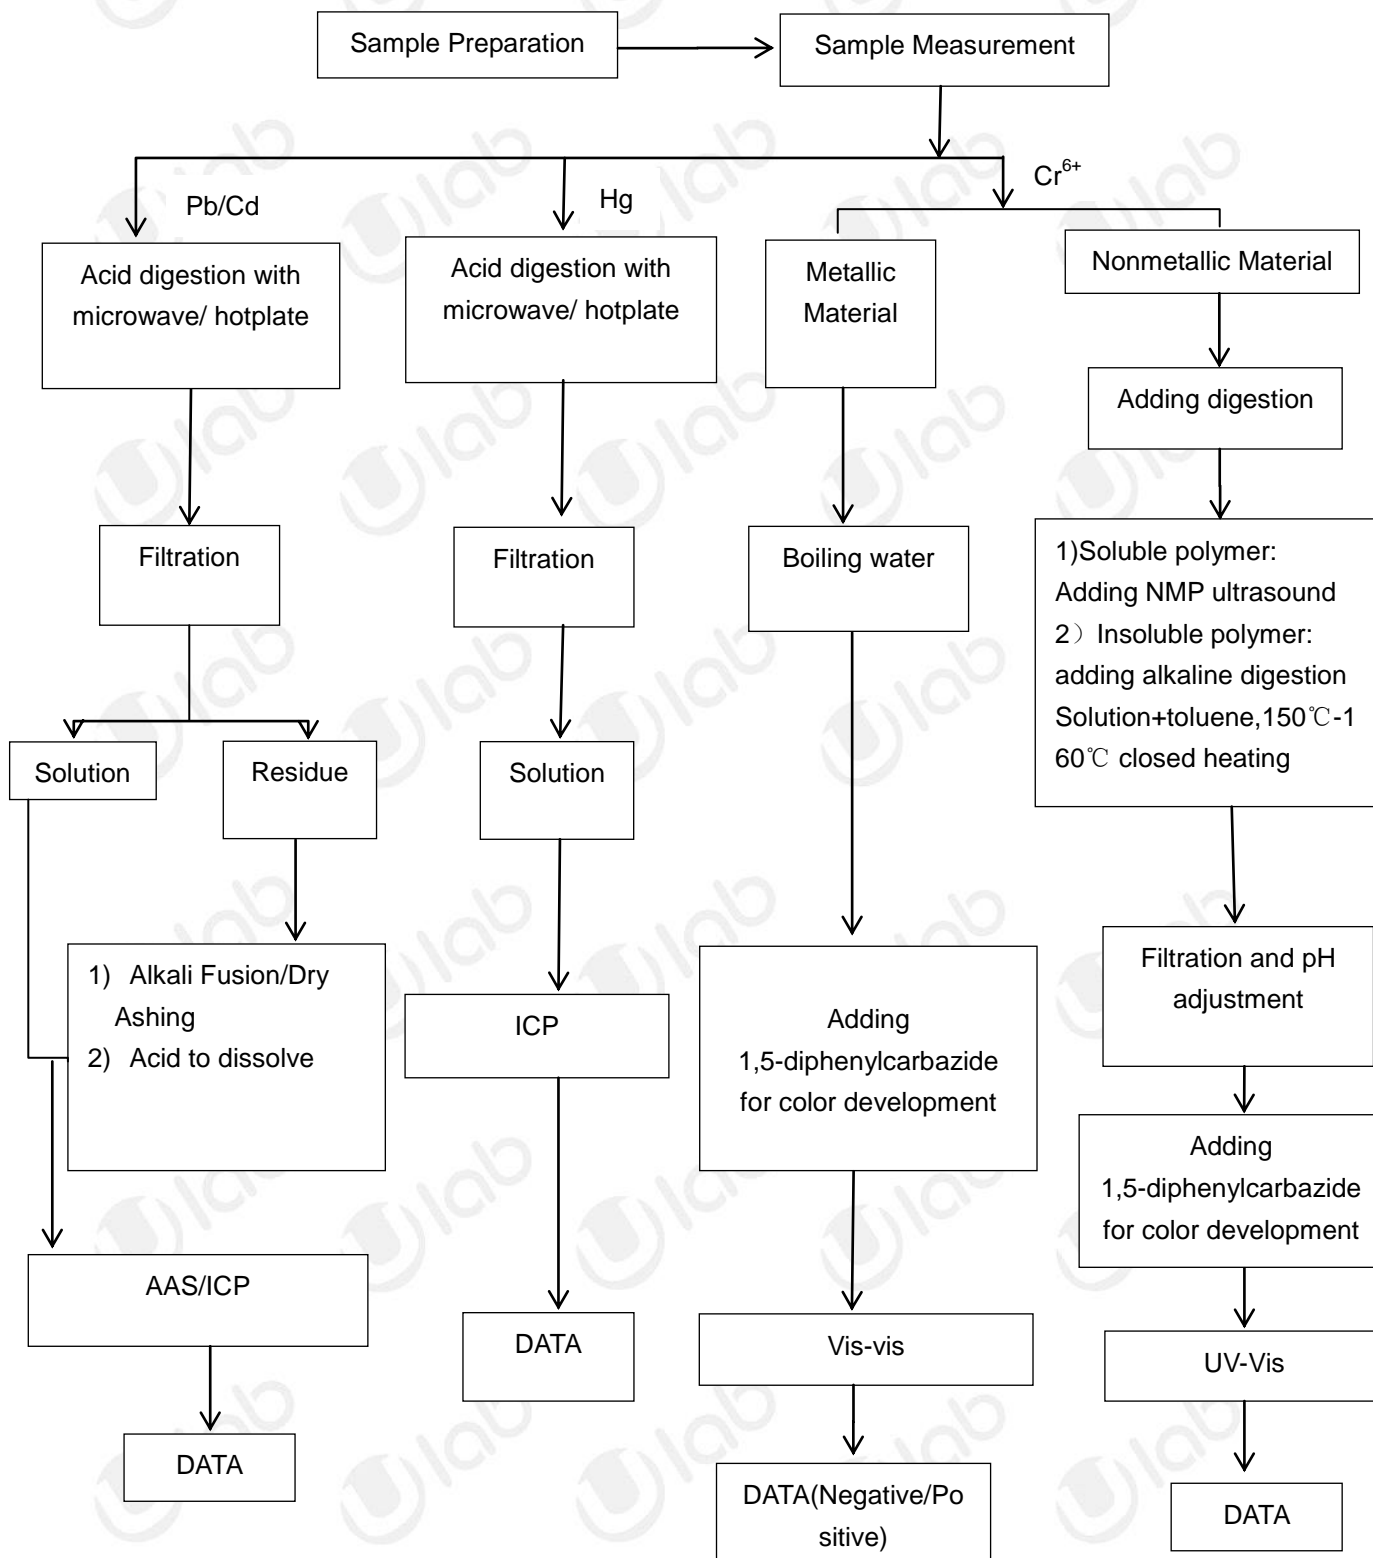 Sample Preparation
Sample Measurement
Pb/Cd
Hg
Cr⁶⁺
Acid digestion with
microwave/ hotplate
Acid digestion with
microwave/ hotplate
Metallic
Material
Nonmetallic Material
Adding digestion
Filtration
Filtration
Boiling water
1)Soluble polymer:
Adding NMP ultrasound
2）Insoluble polymer:
adding alkaline digestion
Solution+toluene,150℃-1
60℃ closed heating
Solution
Residue
Solution
1) Alkali Fusion/Dry
Ashing
2) Acid to dissolve
ICP
Adding
1,5-diphenylcarbazide
for color development
Filtration and pH
adjustment
Adding
1,5-diphenylcarbazide
for color development
AAS/ICP
DATA
Vis-vis
UV-Vis
DATA
DATA(Negative/Po
sitive)
DATA
Ulab